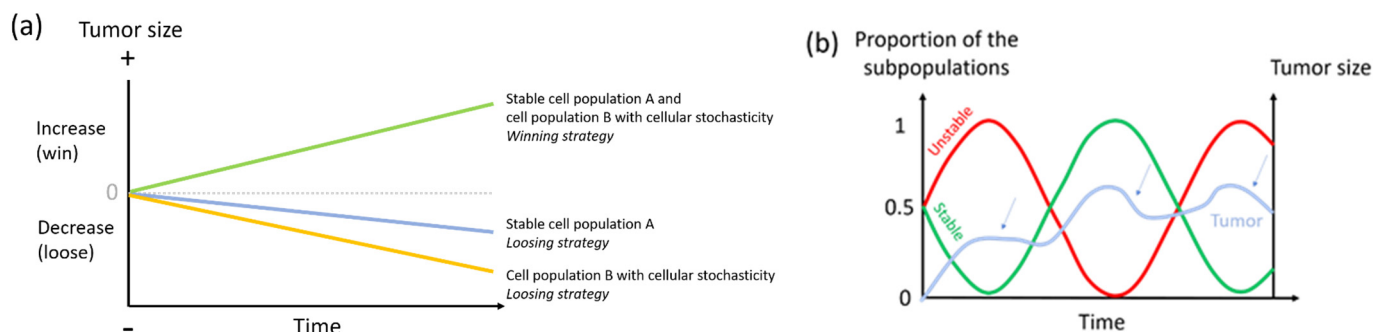 (a)
Tumor size
+
Increase
(win)
0
Decrease
(loose)
-
Time
Stable cell population A and
cell population B with cellular stochasticity
Winning strategy
Stable cell population A
Loosing strategy
Cell population B with cellular stochasticity
Loosing strategy
(b)
Proportion of the
subpopulations
Tumor size
1
0.5
0
Unstable
Stable
Tumor
Time